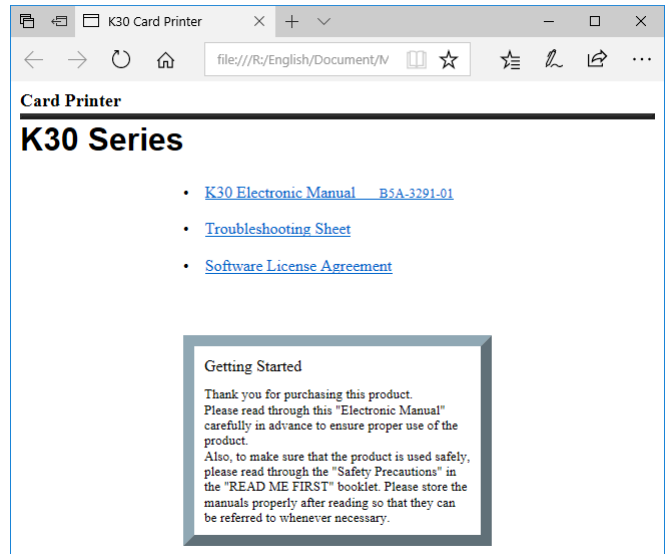 K30 Card Printer
file:///R:/English/Document/M
Card Printer
K30 Series
• K30 Electronic Manual B5A-3291-01
• Troubleshooting Sheet
• Software License Agreement
Getting Started
Thank you for purchasing this product.
Please read through this "Electronic Manual"
carefully in advance to ensure proper use of the
product.
Also, to make sure that the product is used safely,
please read through the "Safety Precautions" in
the "READ ME FIRST" booklet. Please store the
manuals properly after reading so that they can
be referred to whenever necessary.